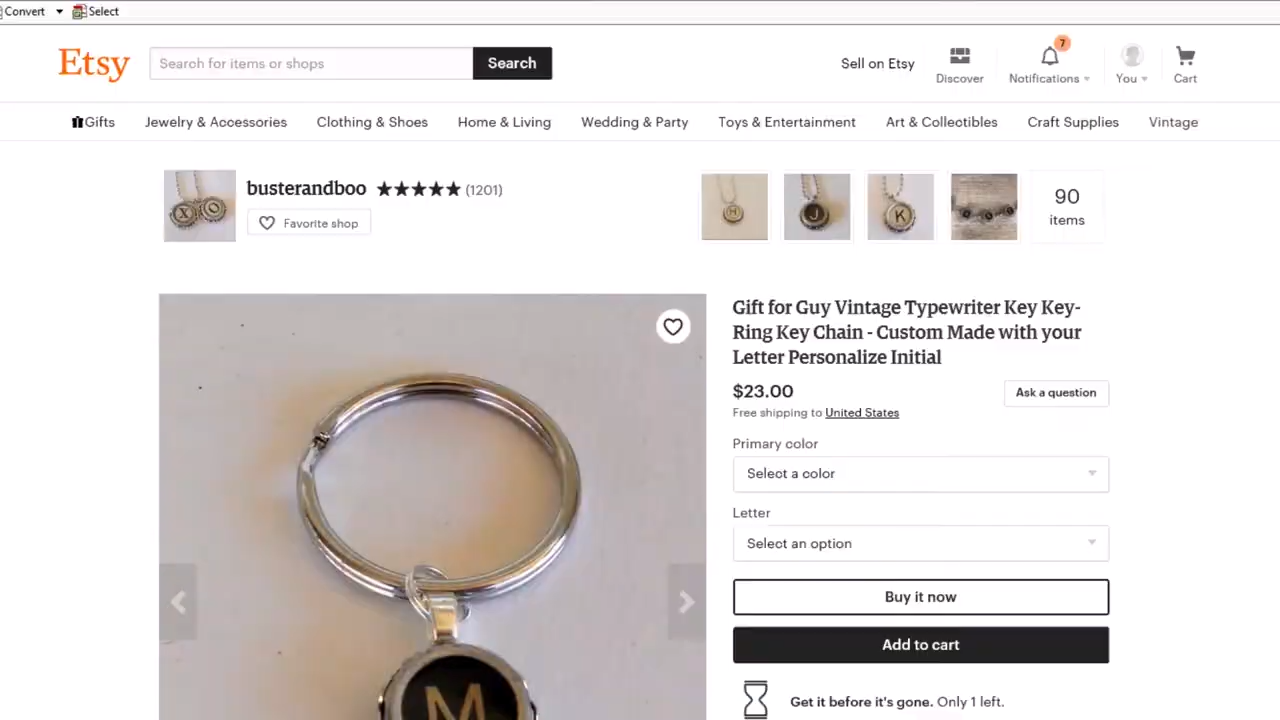 Convert Select
Etsy
Search for items or shops
Search
Sell on Etsy
Discover
7
Notifications
You
Cart
Gifts
Jewelry & Accessories
Clothing & Shoes
Home & Living
Wedding & Party
Toys & Entertainment
Art & Collectibles
Craft Supplies
Vintage
X O
busterandboo ★★★★★ (1201)
Favorite shop
H
J
K
90
items
Gift for Guy Vintage Typewriter Key Key-
Ring Key Chain - Custom Made with your
Letter Personalize Initial
$23.00
Ask a question
Free shipping to United States
Primary color
Select a color
Letter
Select an option
Buy it now
Add to cart
Get it before it's gone. Only 1 left.
M